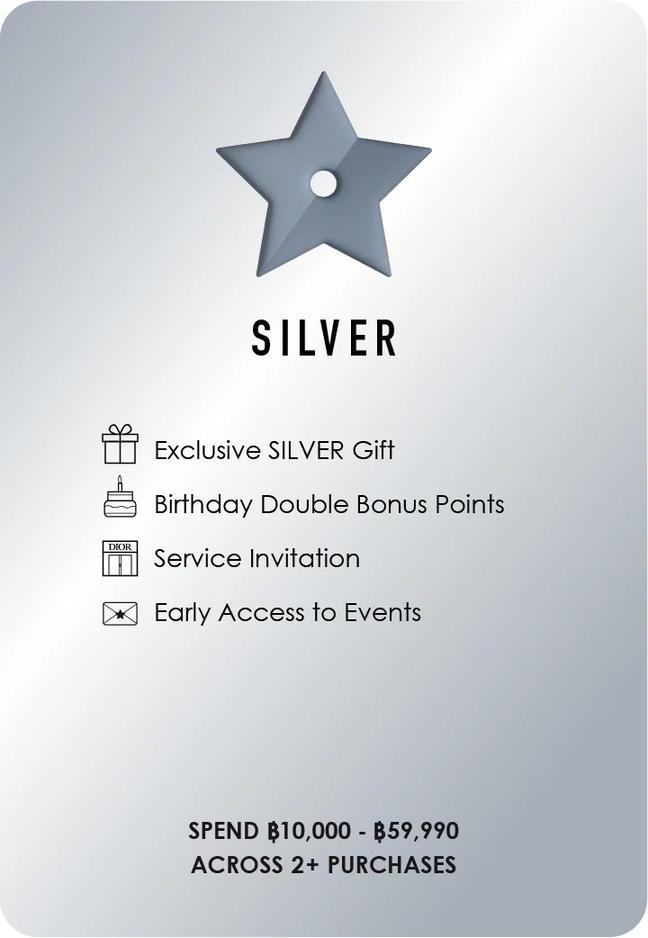 SILVER
Exclusive SILVER Gift
Birthday Double Bonus Points
DIOR
Service Invitation
Early Access to Events
SPEND ฿10,000 - ฿59,990
ACROSS 2+ PURCHASES